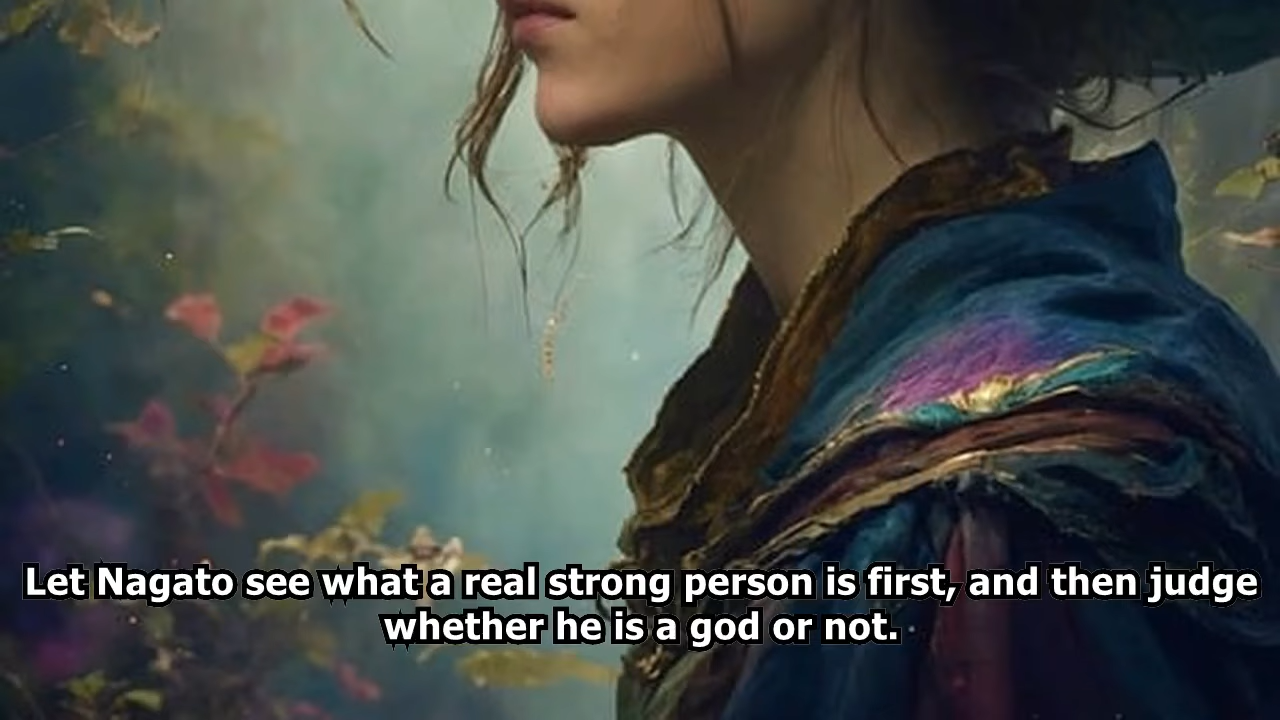 Let Nagato see what a real strong person is first, and then judge
whether he is a god or not.